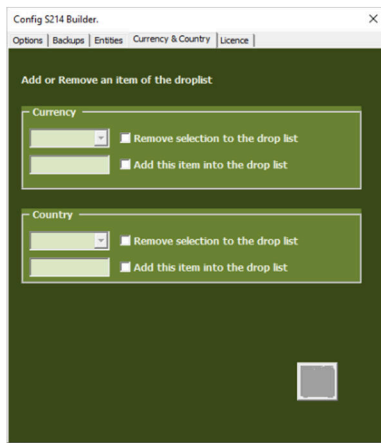 Config S214 Builder.
Options Backups Entities Currency & Country Licence
Add or Remove an item of the droplist
Currency
Remove selection to the drop list
Add this item into the drop list
Country
Remove selection to the drop list
Add this item into the drop list